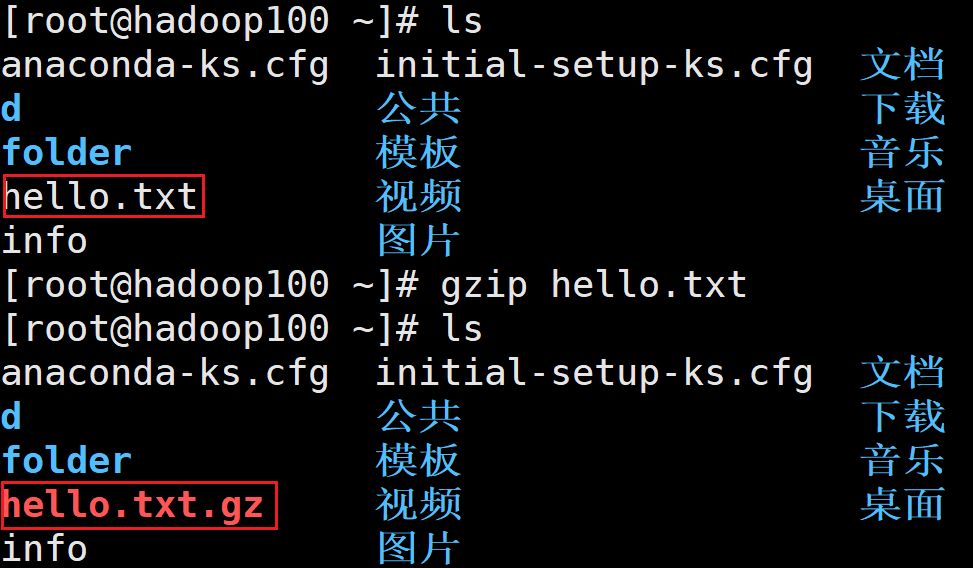 [root@hadoop100 ~]# ls
anaconda-ks.cfg  initial-setup-ks.cfg  文档
d                公共                  下载
folder           模板                  音乐
hello.txt        视频                  桌面
info             图片
[root@hadoop100 ~]# gzip hello.txt
[root@hadoop100 ~]# ls
anaconda-ks.cfg  initial-setup-ks.cfg  文档
d                公共                  下载
folder           模板                  音乐
hello.txt.gz     视频                  桌面
info             图片